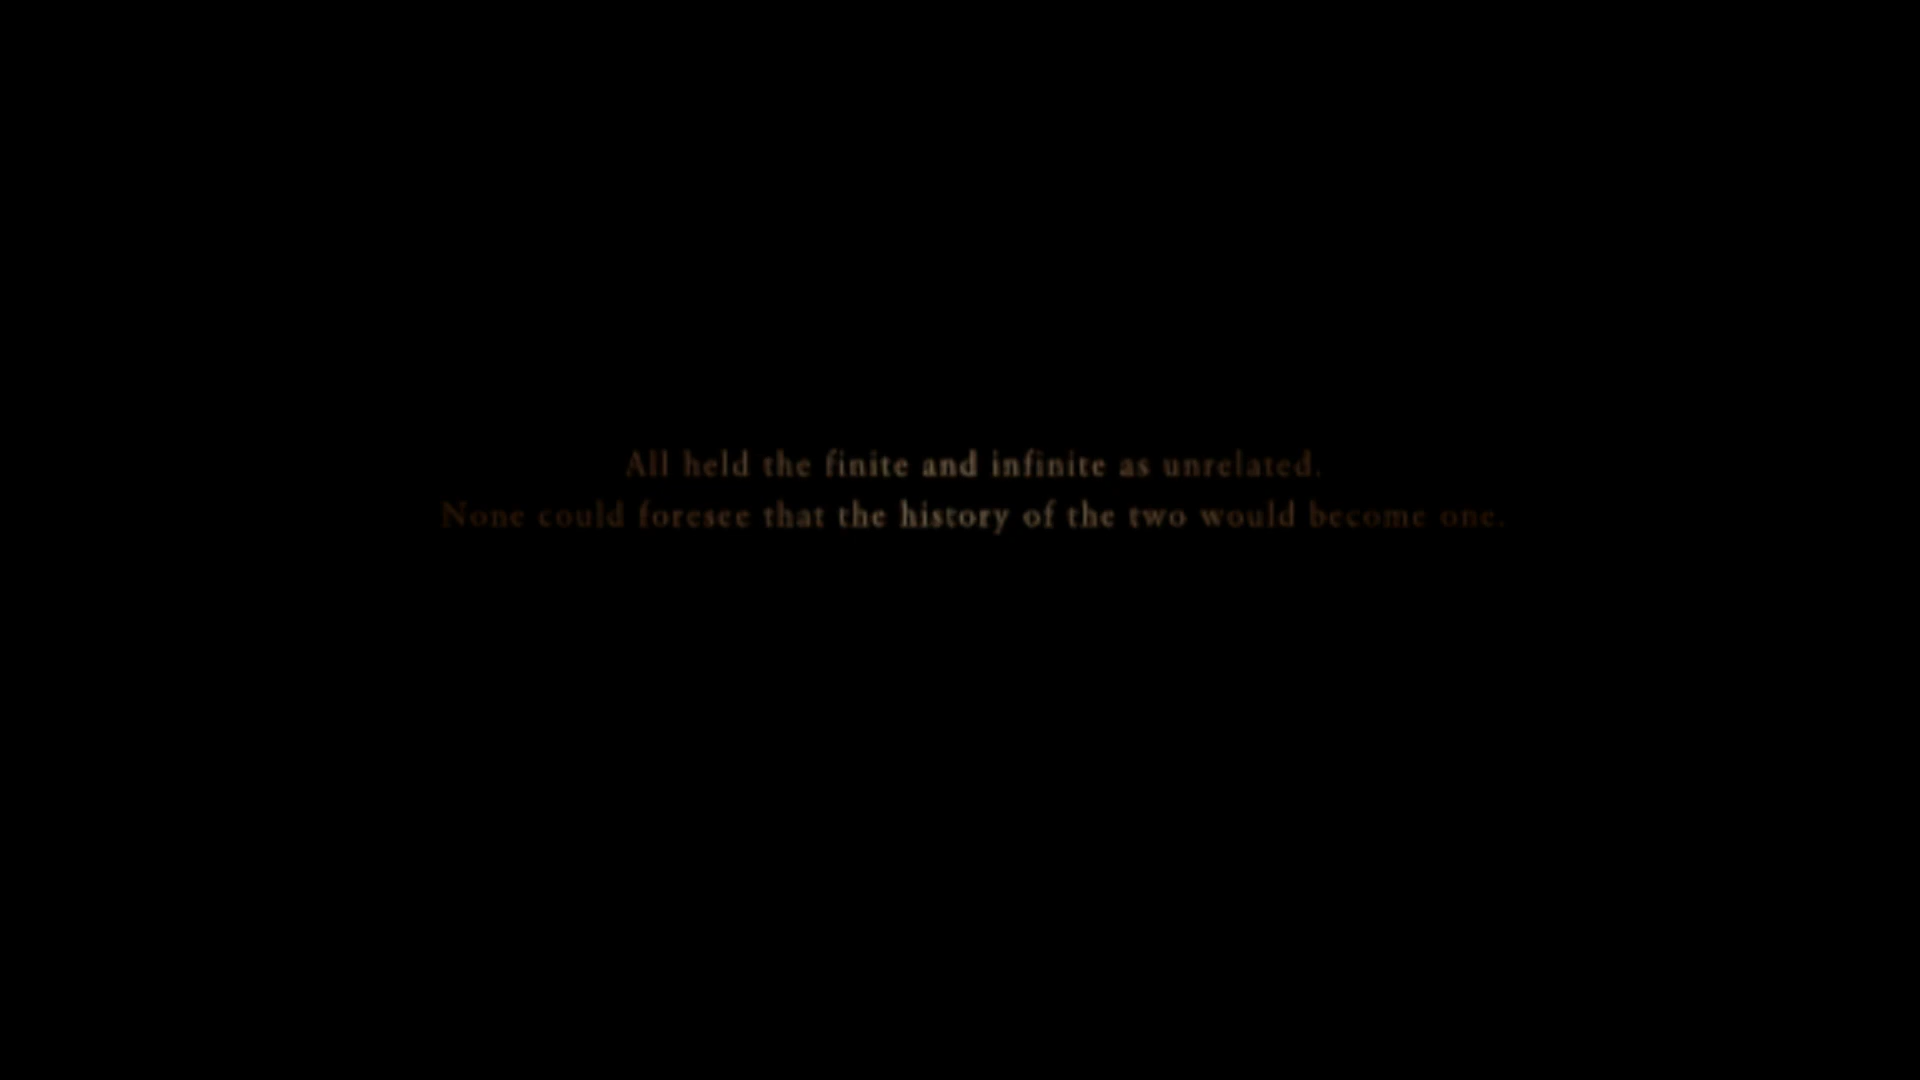 All held the finite and infinite as unrelated.
None could foresee that the history of the two would become one.